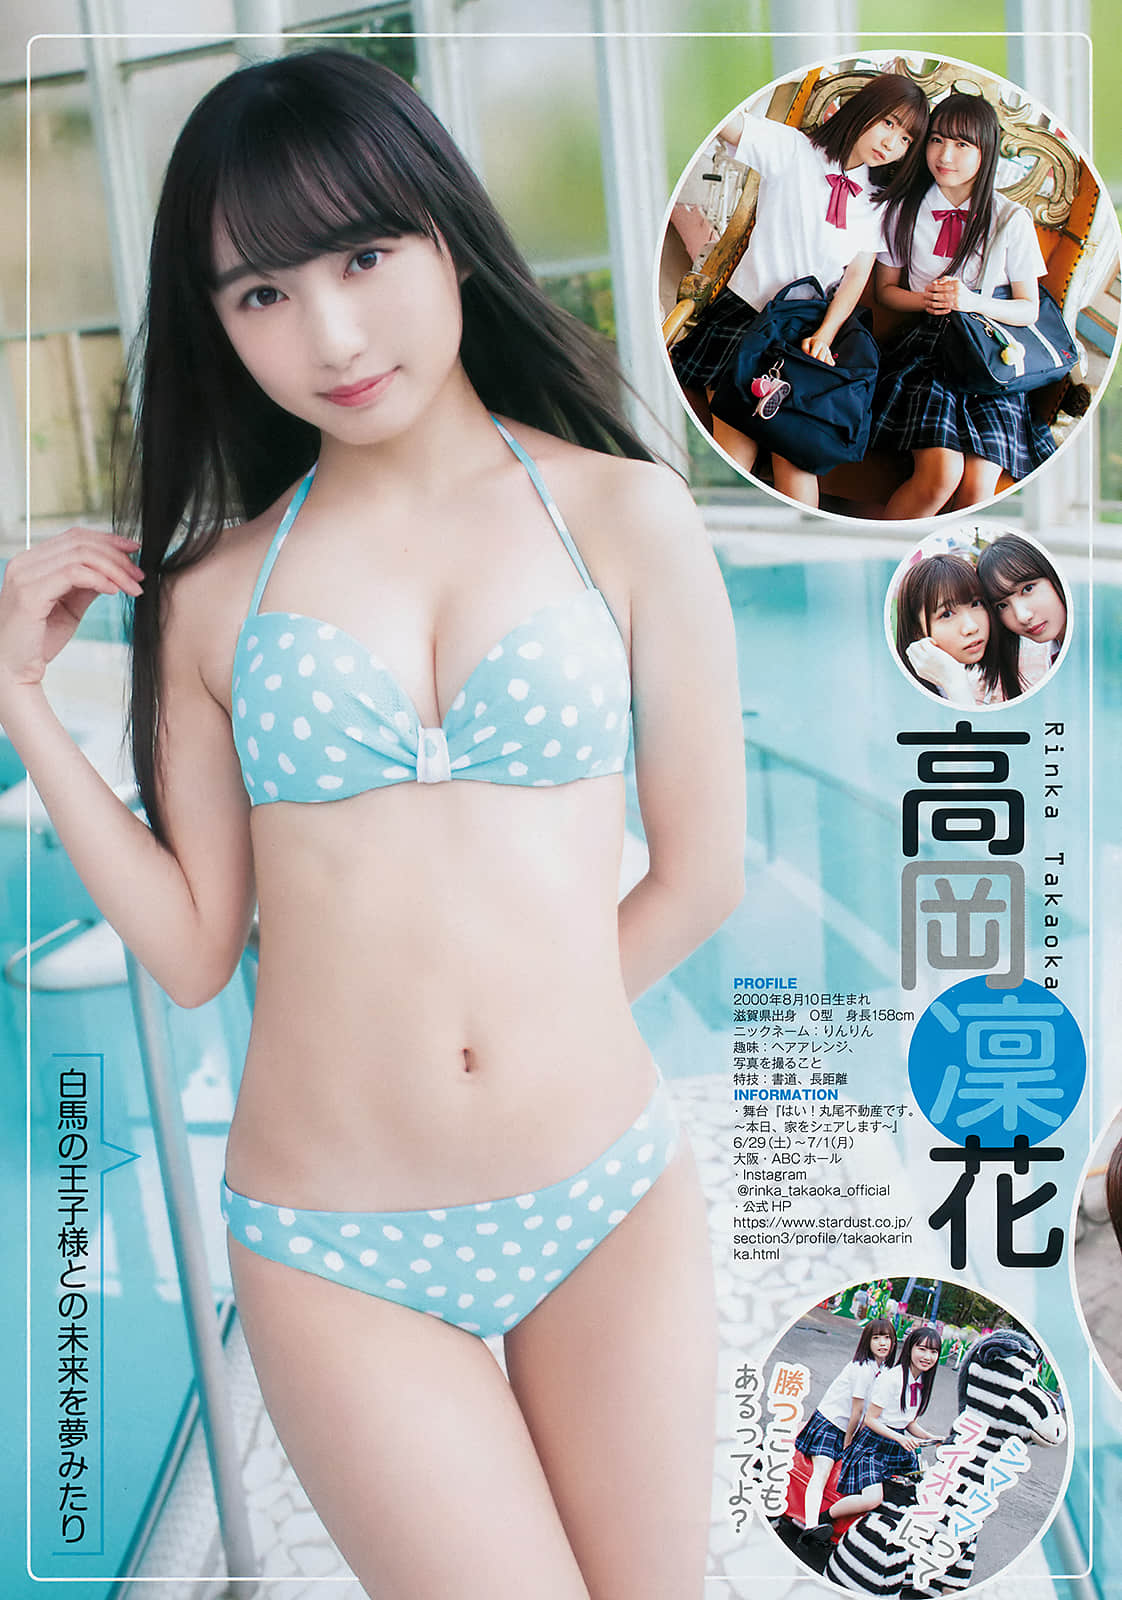 Rinka Takaoka
高岡凛花
PROFILE
2000年8月10日生まれ
滋賀県出身　O型　身長158cm
ニックネーム：りんりん
趣味：ヘアアレンジ、
写真を撮ること
特技：書道、長距離
INFORMATION
・舞台『はい！丸尾不動産です。
～本日、家をシェアします～』
6/29(土)～7/1(月)
大阪・ABCホール
・Instagram
@rinka_takaoka_official
・公式HP
https://www.stardust.co.jp/
section3/profile/takaokarin
ka.html
シマウマって
ライオンに
勝つことも
あるってよ？
白馬の王子様との未来を夢みたり